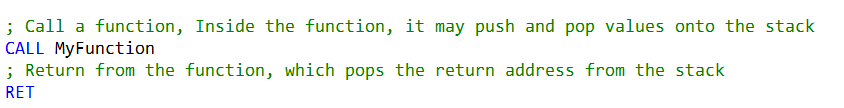 ; Call a function, Inside the function, it may push and pop values onto the stack
CALL MyFunction
; Return from the function, which pops the return address from the stack
RET